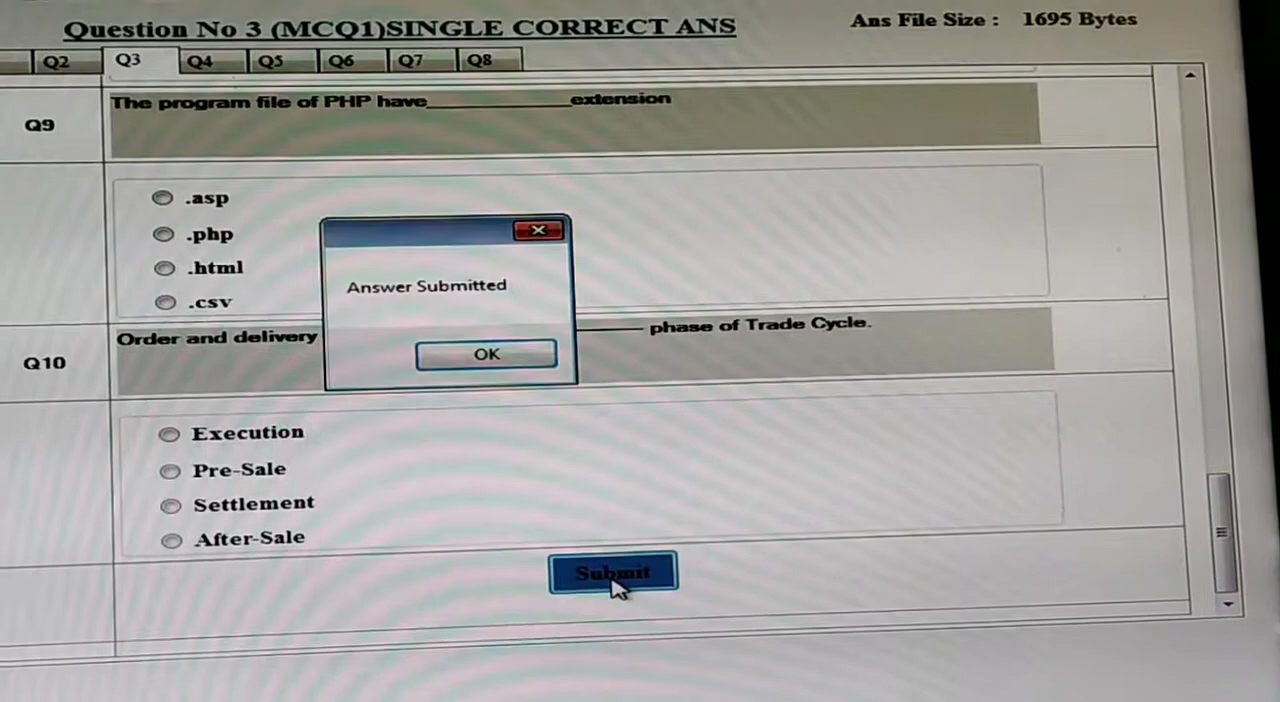 Question No 3 (MCQ1)SINGLE CORRECT ANS
Ans File Size : 1695 Bytes
Q2 Q3 Q4 Q5 Q6 Q7 Q8
Q9
The program file of PHP have____________extension
.asp
.php
.html
.csv
Answer Submitted
OK
Q10
Order and delivery ______ phase of Trade Cycle.
Execution
Pre-Sale
Settlement
After-Sale
Submit